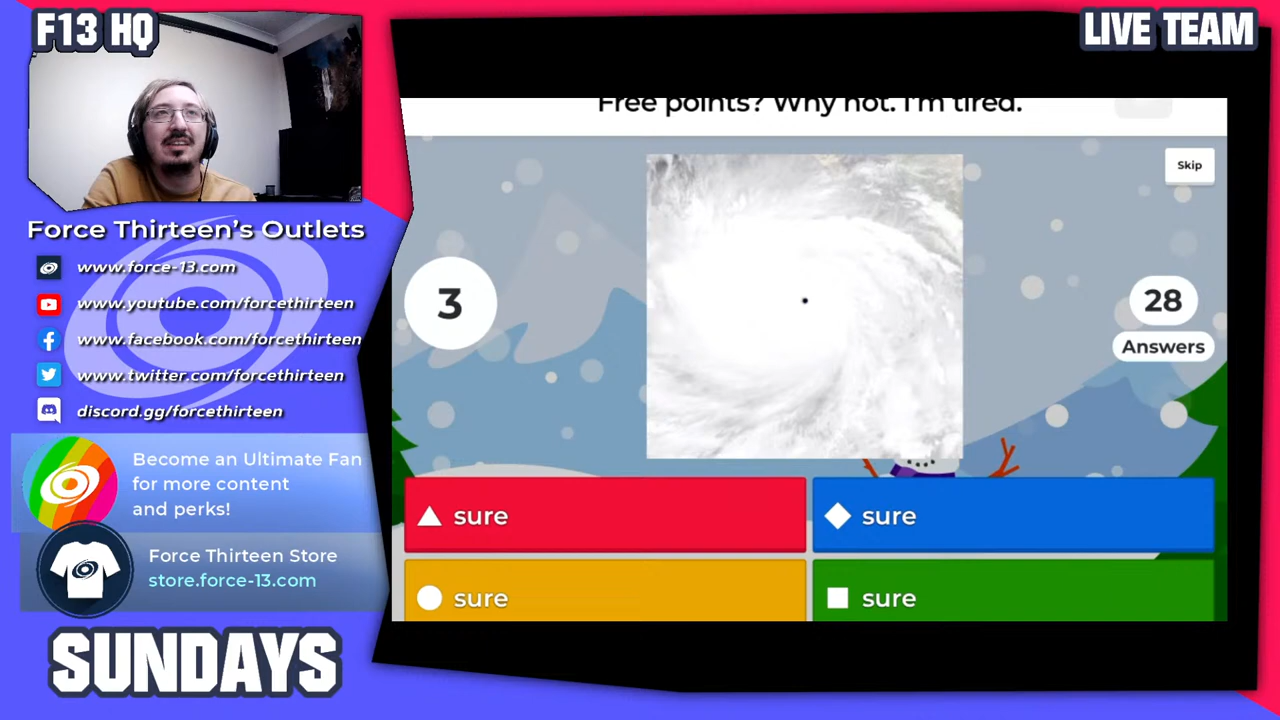 F13 HQ
LIVE TEAM
Force Thirteen's Outlets
www.force-13.com
www.youtube.com/forcethirteen
www.facebook.com/forcethirteen
www.twitter.com/forcethirteen
discord.gg/forcethirteen
Become an Ultimate Fan
for more content
and perks!
Force Thirteen Store
store.force-13.com
SUNDAYS
Free points? Why not. I'm tired.
Skip
3
28
Answers
sure
sure
sure
sure